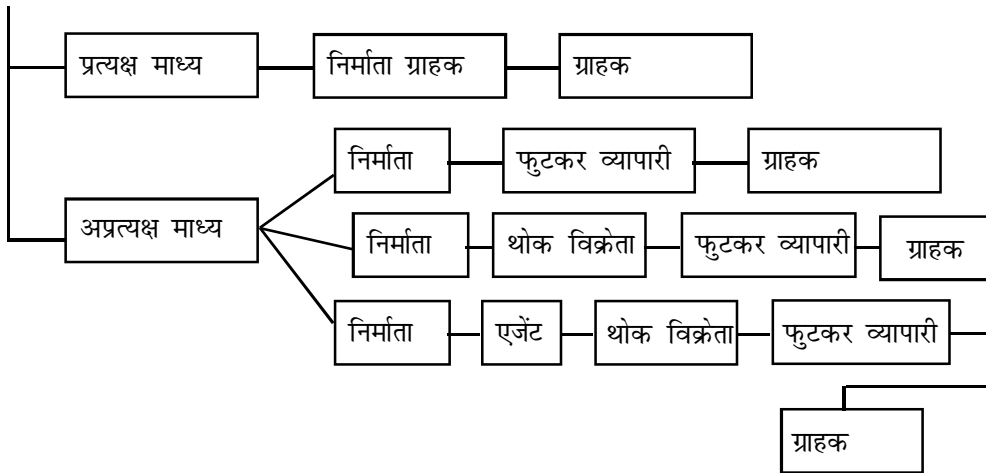 प्रत्यक्ष माध्य निर्माता ग्राहक ग्राहक
निर्माता फुटकर व्यापारी ग्राहक
अप्रत्यक्ष माध्य
निर्माता थोक विक्रेता फुटकर व्यापारी ग्राहक
निर्माता एजेंट थोक विक्रेता फुटकर व्यापारी
ग्राहक